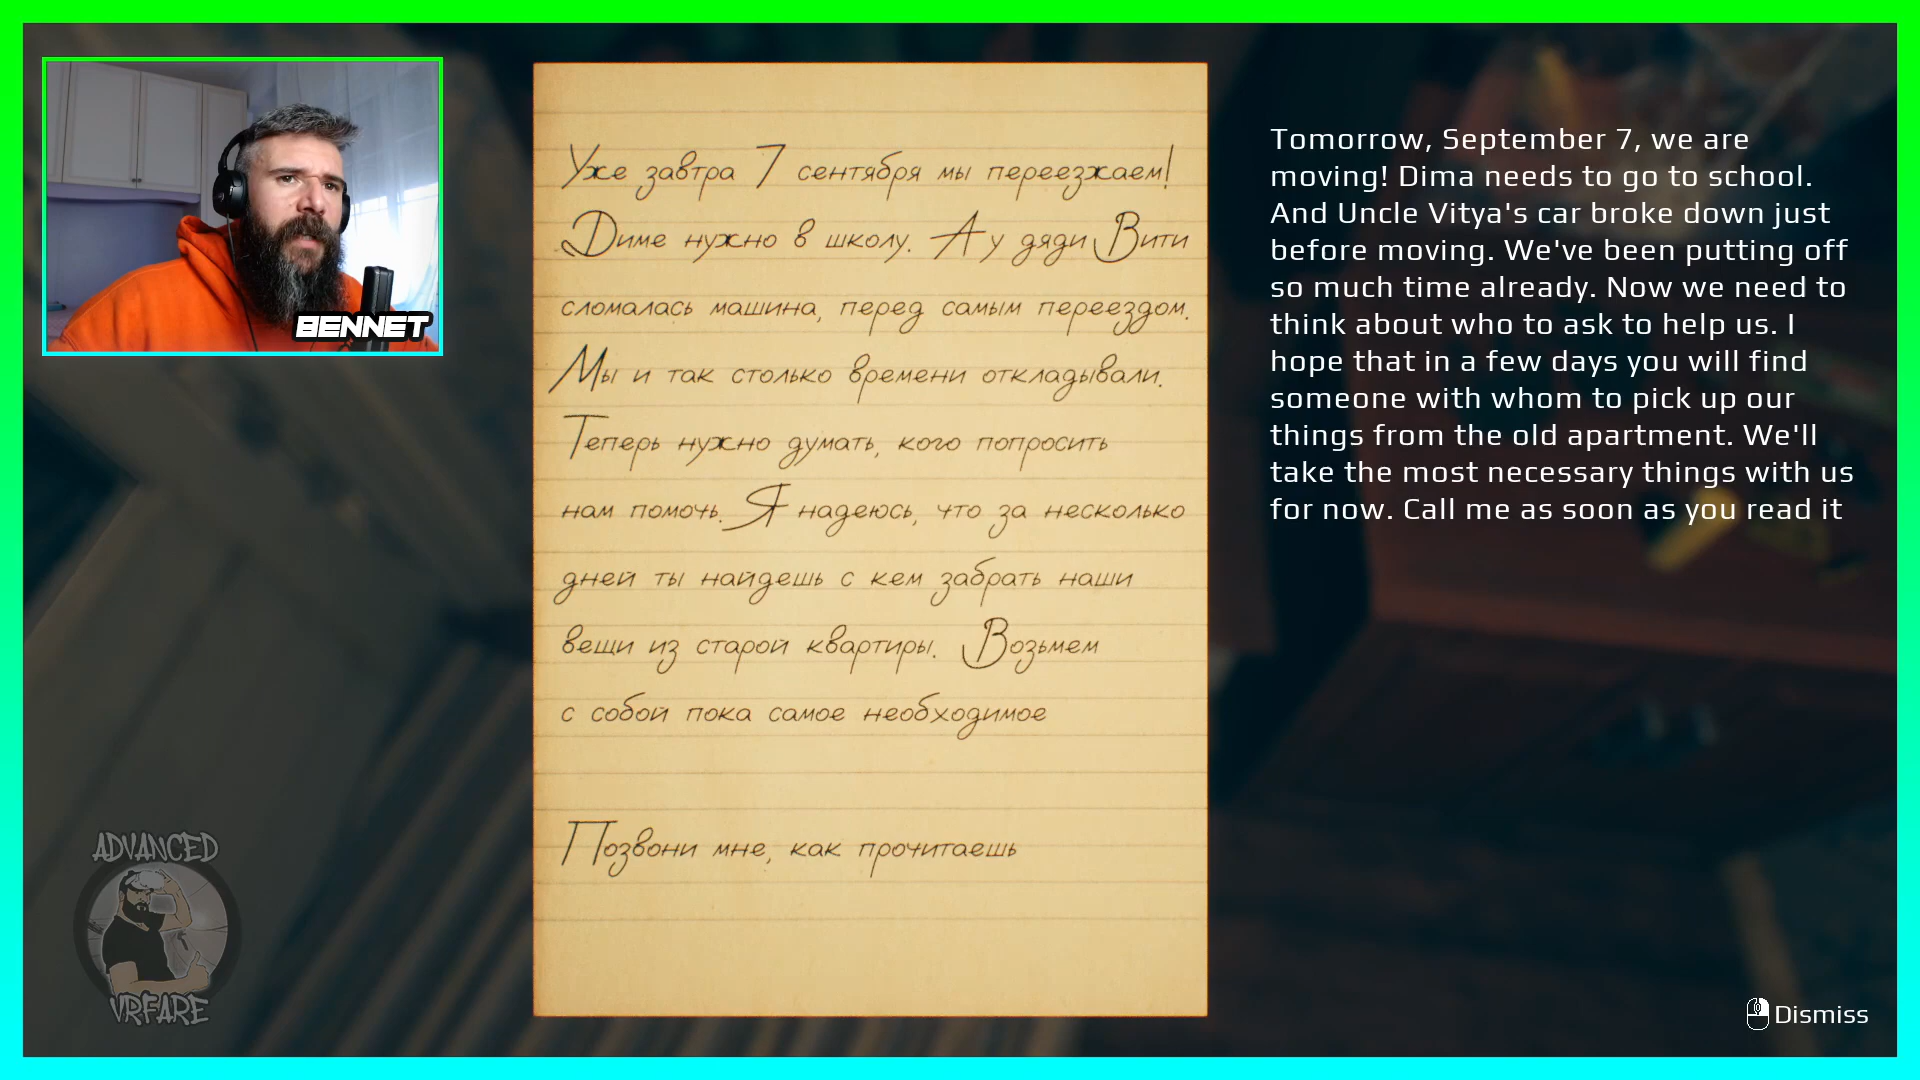 BENNET
Уже завтра 7 сентября мы переезжаем!
Диме нужно в школу. А у дяди Вити
сломалась машина, перед самым переездом.
Мы и так столько времени откладывали.
Теперь нужно думать, кого попросить
нам помочь. Я надеюсь, что за несколько
дней ты найдешь с кем забрать наши
вещи из старой квартиры. Возьмем
с собой пока самое необходимое
Позвони мне, как прочитаешь
Tomorrow, September 7, we are
moving! Dima needs to go to school.
And Uncle Vitya's car broke down just
before moving. We've been putting off
so much time already. Now we need to
think about who to ask to help us. I
hope that in a few days you will find
someone with whom to pick up our
things from the old apartment. We'll
take the most necessary things with us
for now. Call me as soon as you read it
ADVANCED
VRFARE
Dismiss